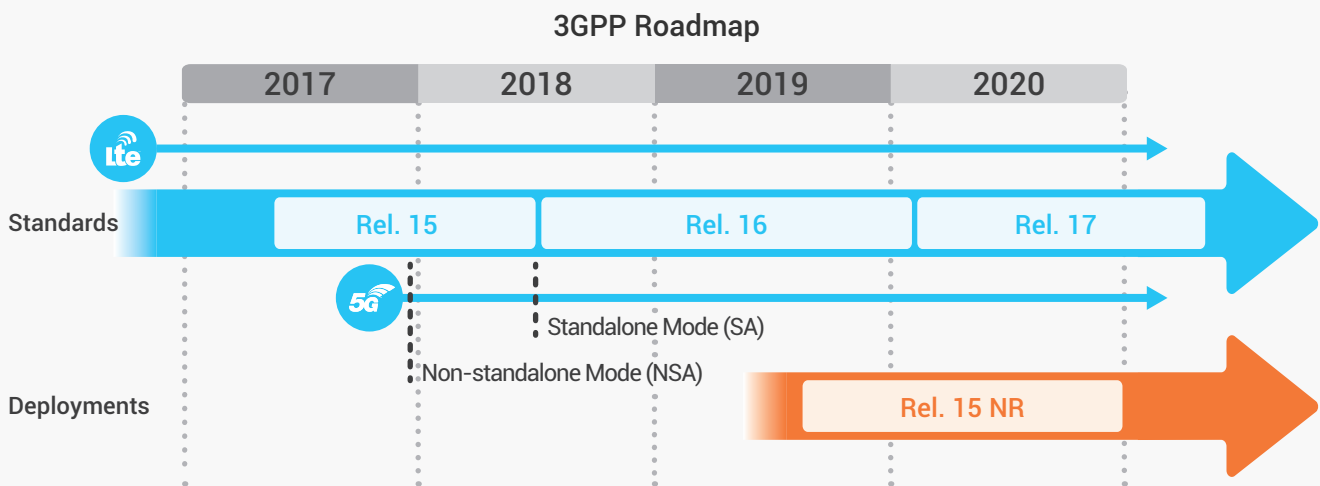 3GPP Roadmap
2017 2018 2019 2020
Lte
Standards Rel. 15 Rel. 16 Rel. 17
5G
Standalone Mode (SA)
Non-standalone Mode (NSA)
Deployments Rel. 15 NR